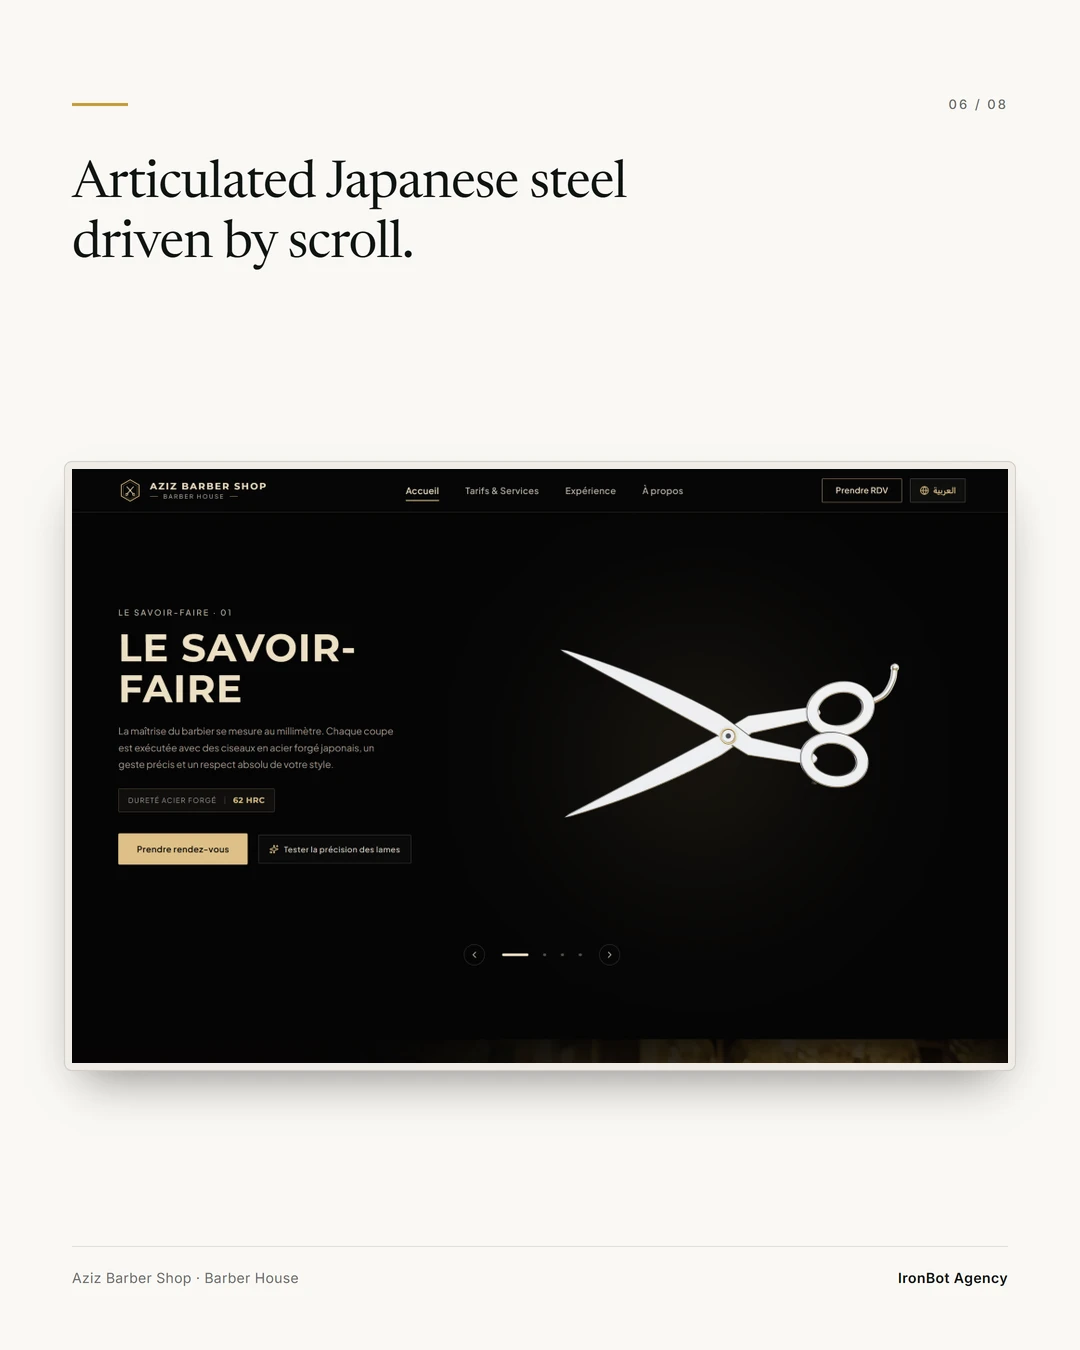 06 / 08
Articulated Japanese steel
driven by scroll.
AZIZ BARBER SHOP
— BARBER HOUSE —
Accueil
Tarifs & Services
Expérience
À propos
Prendre RDV
العربية
LE SAVOIR-FAIRE · 01
LE SAVOIR-
FAIRE
La maîtrise du barbier se mesure au millimètre. Chaque coupe
est exécutée avec des ciseaux en acier forgé japonais, un
geste précis et un respect absolu de votre style.
DURETÉ ACIER FORGÉ | 62 HRC
Prendre rendez-vous
Tester la précision des lames
Aziz Barber Shop · Barber House
IronBot Agency